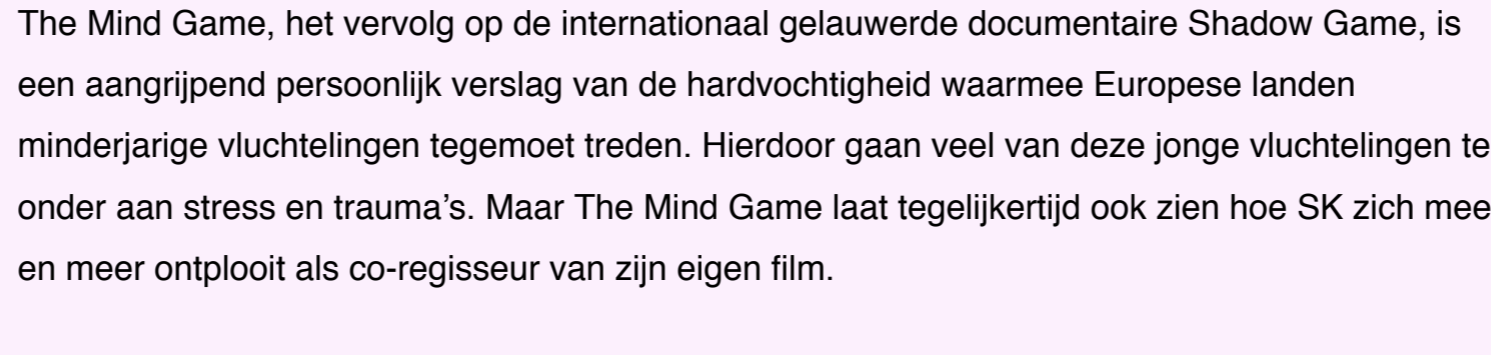 The Mind Game, het vervolg op de internationaal gelauwerde documentaire Shadow Game, is
een aangrijpend persoonlijk verslag van de hardvochtigheid waarmee Europese landen
minderjarige vluchtelingen tegemoet treden. Hierdoor gaan veel van deze jonge vluchtelingen te
onder aan stress en trauma’s. Maar The Mind Game laat tegelijkertijd ook zien hoe SK zich mee
en meer ontplooit als co-regisseur van zijn eigen film.